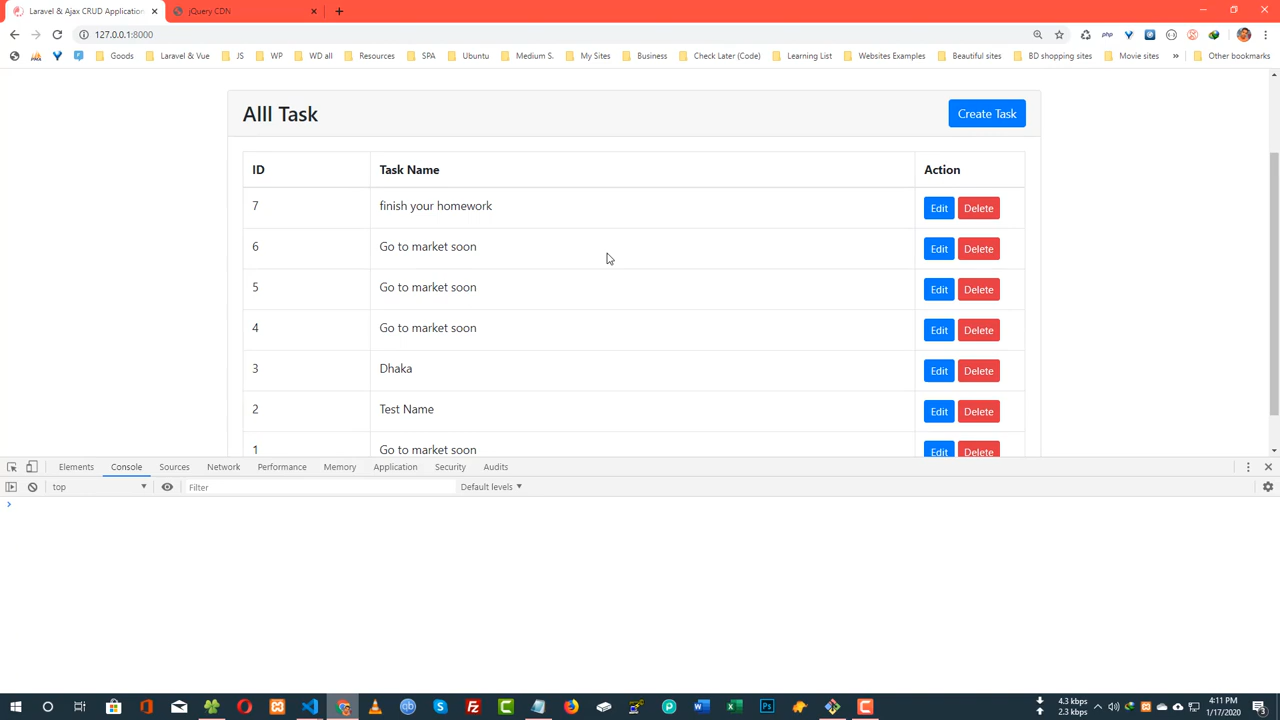 Laravel & Ajax CRUD Application
jQuery CDN
127.0.0.1:8000
Goods Laravel & Vue JS WP WD all Resources SPA Ubuntu Medium S. My Sites Business Check Later (Code) Learning List Websites Examples Beautiful sites BD shopping sites Movie sites » Other bookmarks
Alll Task Create Task
ID Task Name Action
7 finish your homework Edit Delete
6 Go to market soon Edit Delete
5 Go to market soon Edit Delete
4 Go to market soon Edit Delete
3 Dhaka Edit Delete
2 Test Name Edit Delete
1 Go to market soon Edit Delete
Elements Console Sources Network Performance Memory Application Security Audits
top Filter Default levels
4.3 kbps 4:11 PM
2.3 kbps 1/17/2020